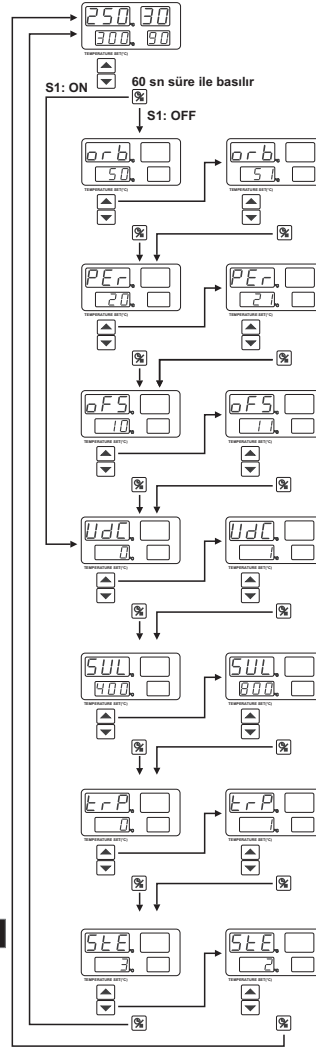 250. 30
300. 90
TEMPERATURE SET(°C)
60 sn süre ile basılır
S1: ON
S1: OFF
orb. orb.
50. 51.
TEMPERATURE SET(°C) TEMPERATURE SET(°C)
PEr. PEr.
20. 21.
TEMPERATURE SET(°C) TEMPERATURE SET(°C)
oFS. oFS.
10. 11.
TEMPERATURE SET(°C) TEMPERATURE SET(°C)
UdC. UdC.
0. 1.
TEMPERATURE SET(°C) TEMPERATURE SET(°C)
SUL. SUL.
400. 800.
TEMPERATURE SET(°C) TEMPERATURE SET(°C)
trP. trP.
0. 1.
TEMPERATURE SET(°C) TEMPERATURE SET(°C)
StE. StE.
3. 2.
TEMPERATURE SET(°C) TEMPERATURE SET(°C)